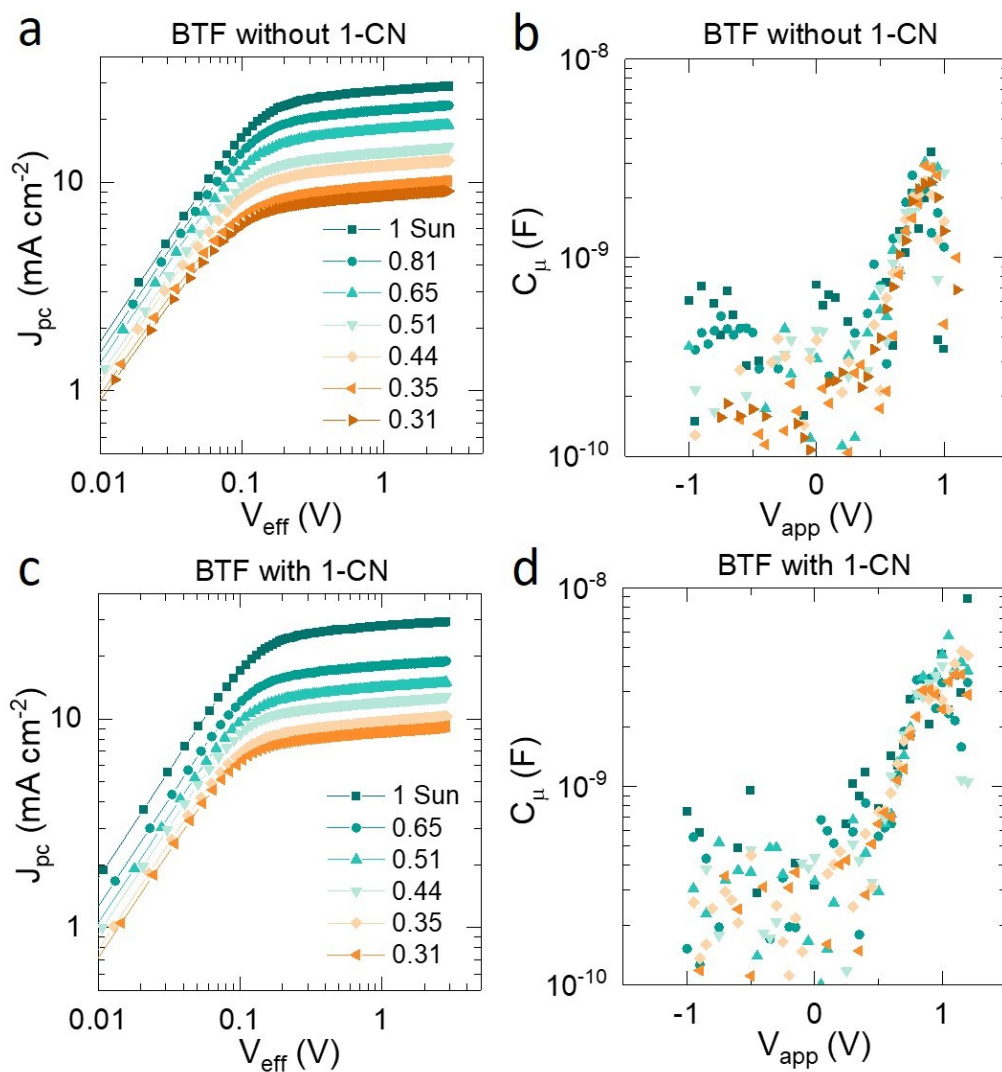 a
BTF without 1-CN
J_pc (mA cm⁻²)
10
1
0.01
0.1
1
V_eff (V)
1 Sun
0.81
0.65
0.51
0.44
0.35
0.31
b
BTF without 1-CN
C_μ (F)
10⁻⁸
10⁻⁹
10⁻¹⁰
-1
0
1
V_app (V)
c
BTF with 1-CN
J_pc (mA cm⁻²)
10
1
0.01
0.1
1
V_eff (V)
1 Sun
0.65
0.51
0.44
0.35
0.31
d
BTF with 1-CN
C_μ (F)
10⁻⁸
10⁻⁹
10⁻¹⁰
-1
0
1
V_app (V)